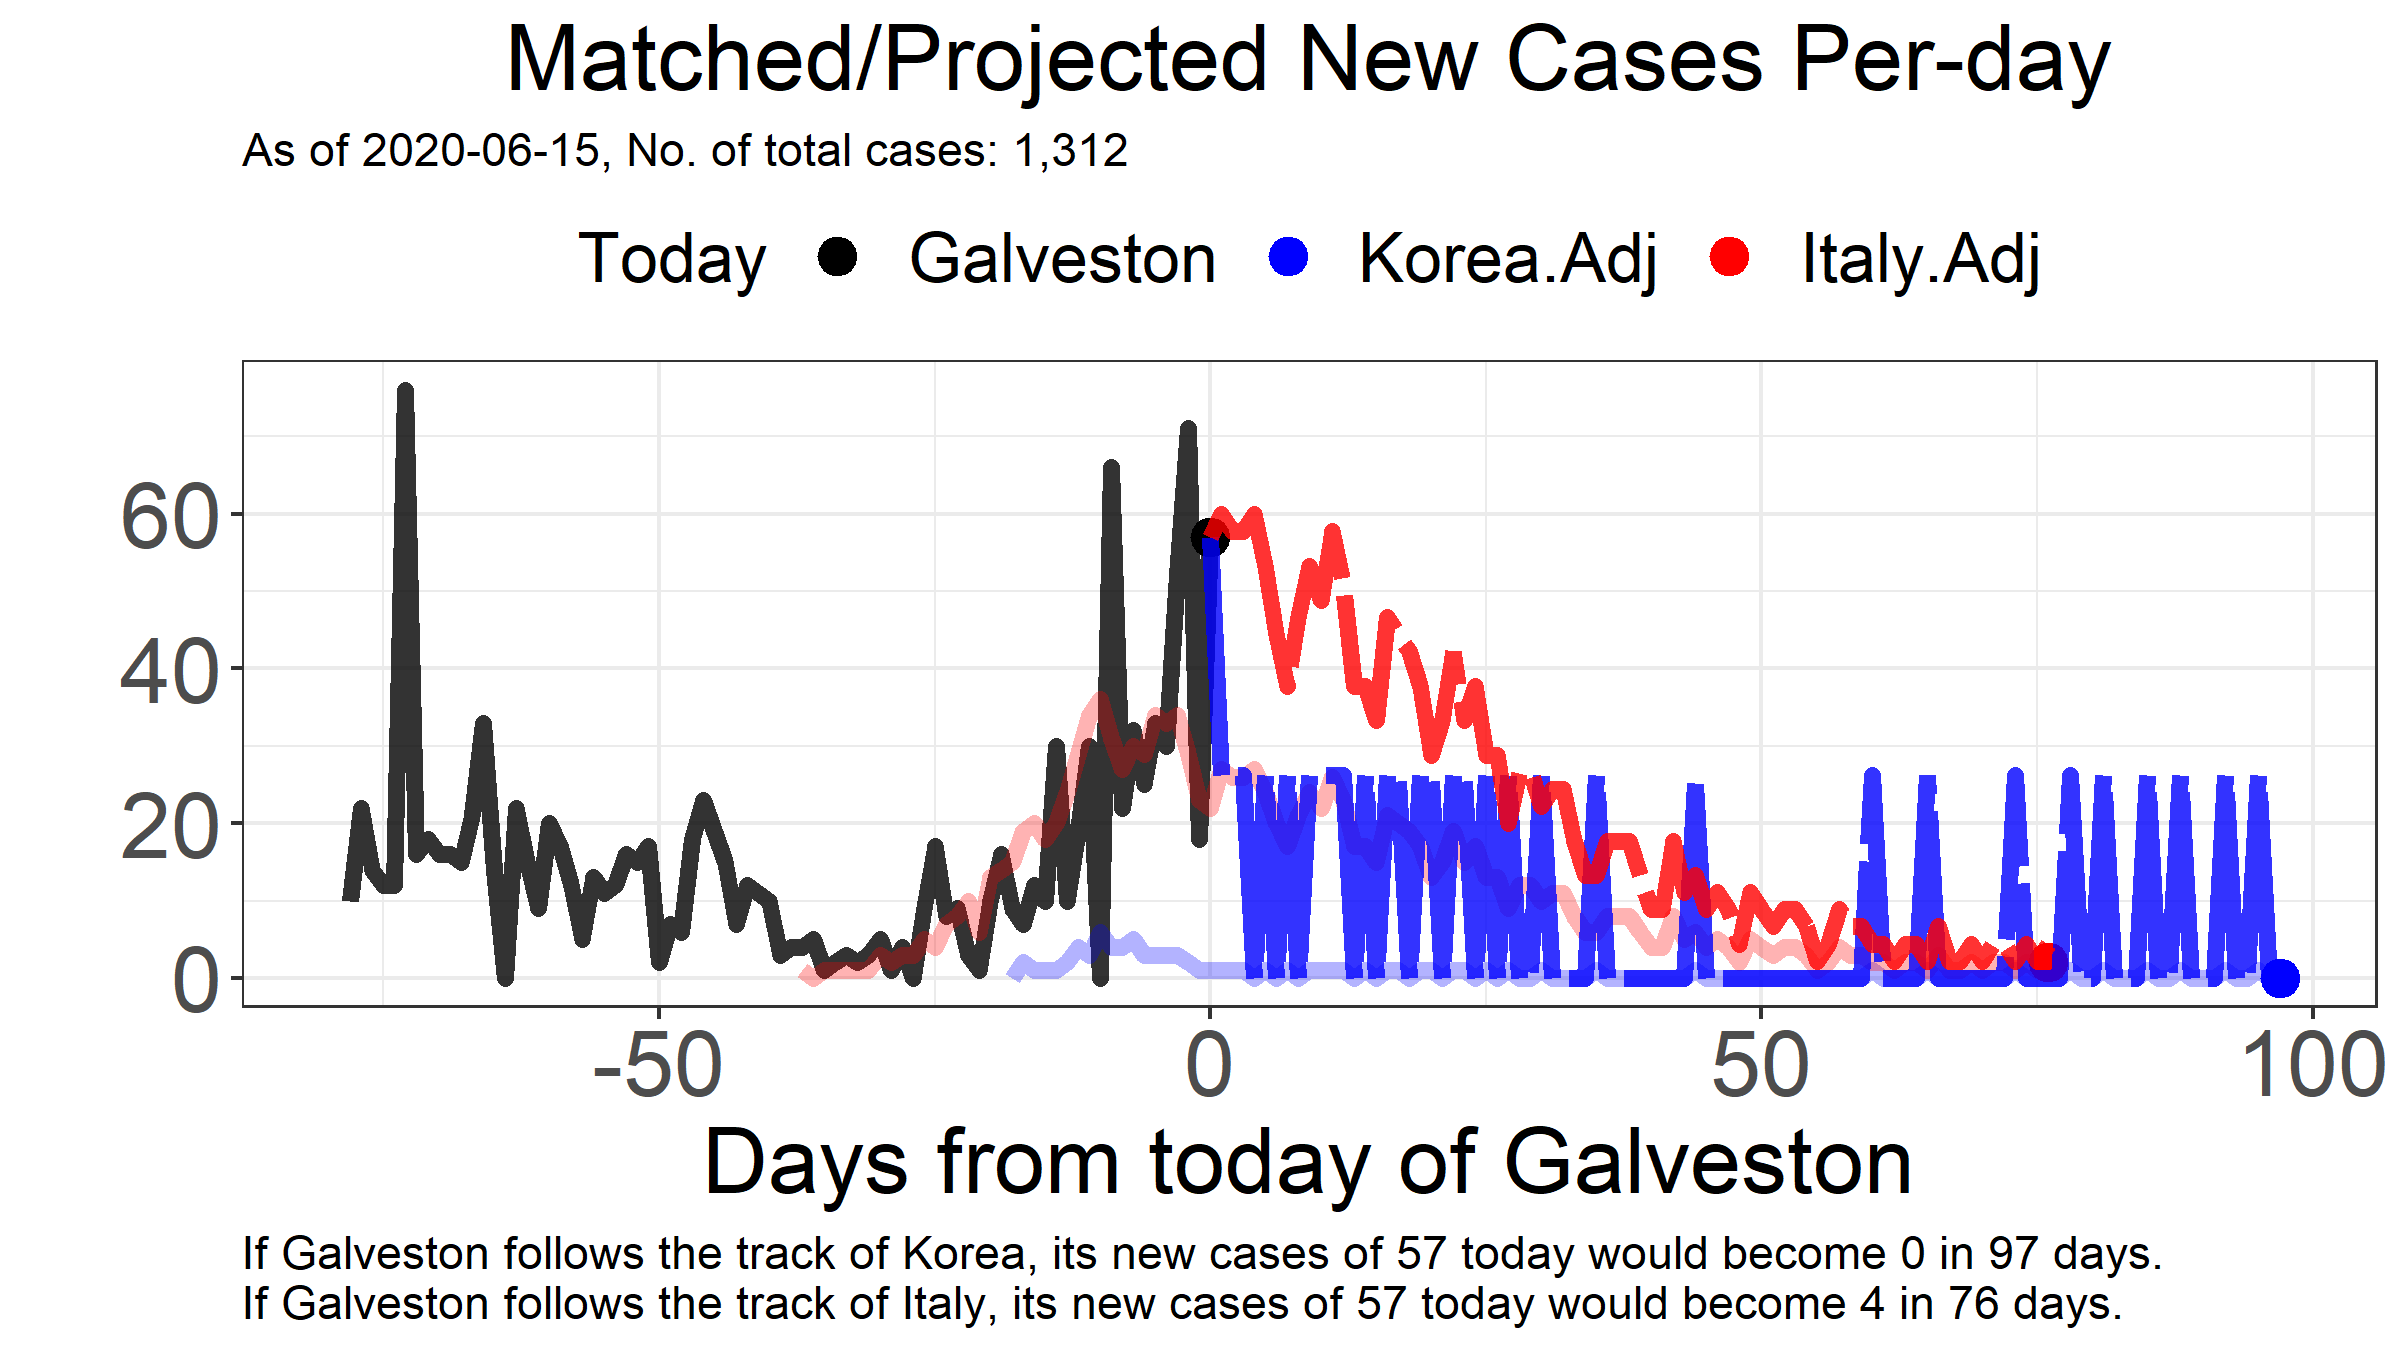 Matched/Projected New Cases Per-day
As of 2020-06-15, No. of total cases: 1,312
Today Galveston Korea.Adj Italy.Adj
60
40
20
0
-50 0 50 100
Days from today of Galveston
If Galveston follows the track of Korea, its new cases of 57 today would become 0 in 97 days.
If Galveston follows the track of Italy, its new cases of 57 today would become 4 in 76 days.